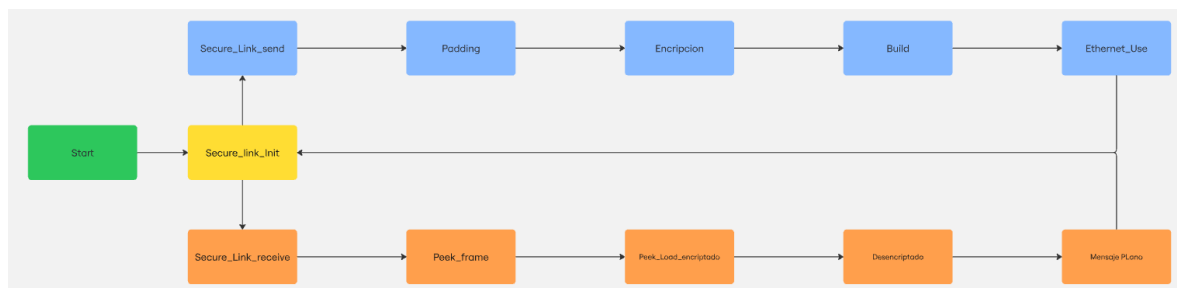 Secure_Link_send
Padding
Encripcion
Build
Ethernet_Use
Start
Secure_link_Init
Secure_Link_receive
Peek_frame
Peek_Load_encriptado
Desencriptado
Mensaje PLano